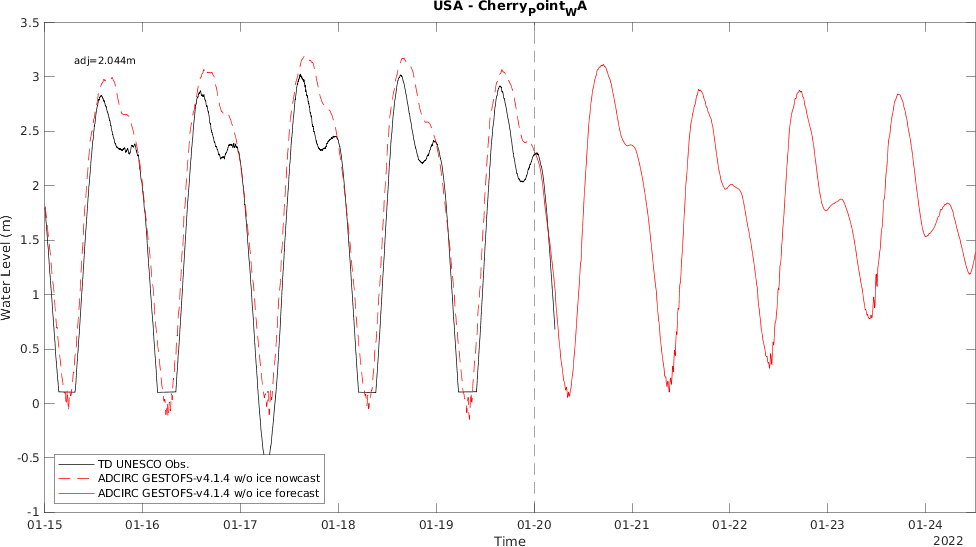 USA - CherryPointWA
3.5
adj=2.044m
3
2.5
2
1.5
1
0.5
0
-0.5
-1
Water Level (m)
TD UNESCO Obs.
ADCIRC GESTOFS-v4.1.4 w/o ice nowcast
ADCIRC GESTOFS-v4.1.4 w/o ice forecast
01-15 01-16 01-17 01-18 01-19 01-20 01-21 01-22 01-23 01-24
Time
2022